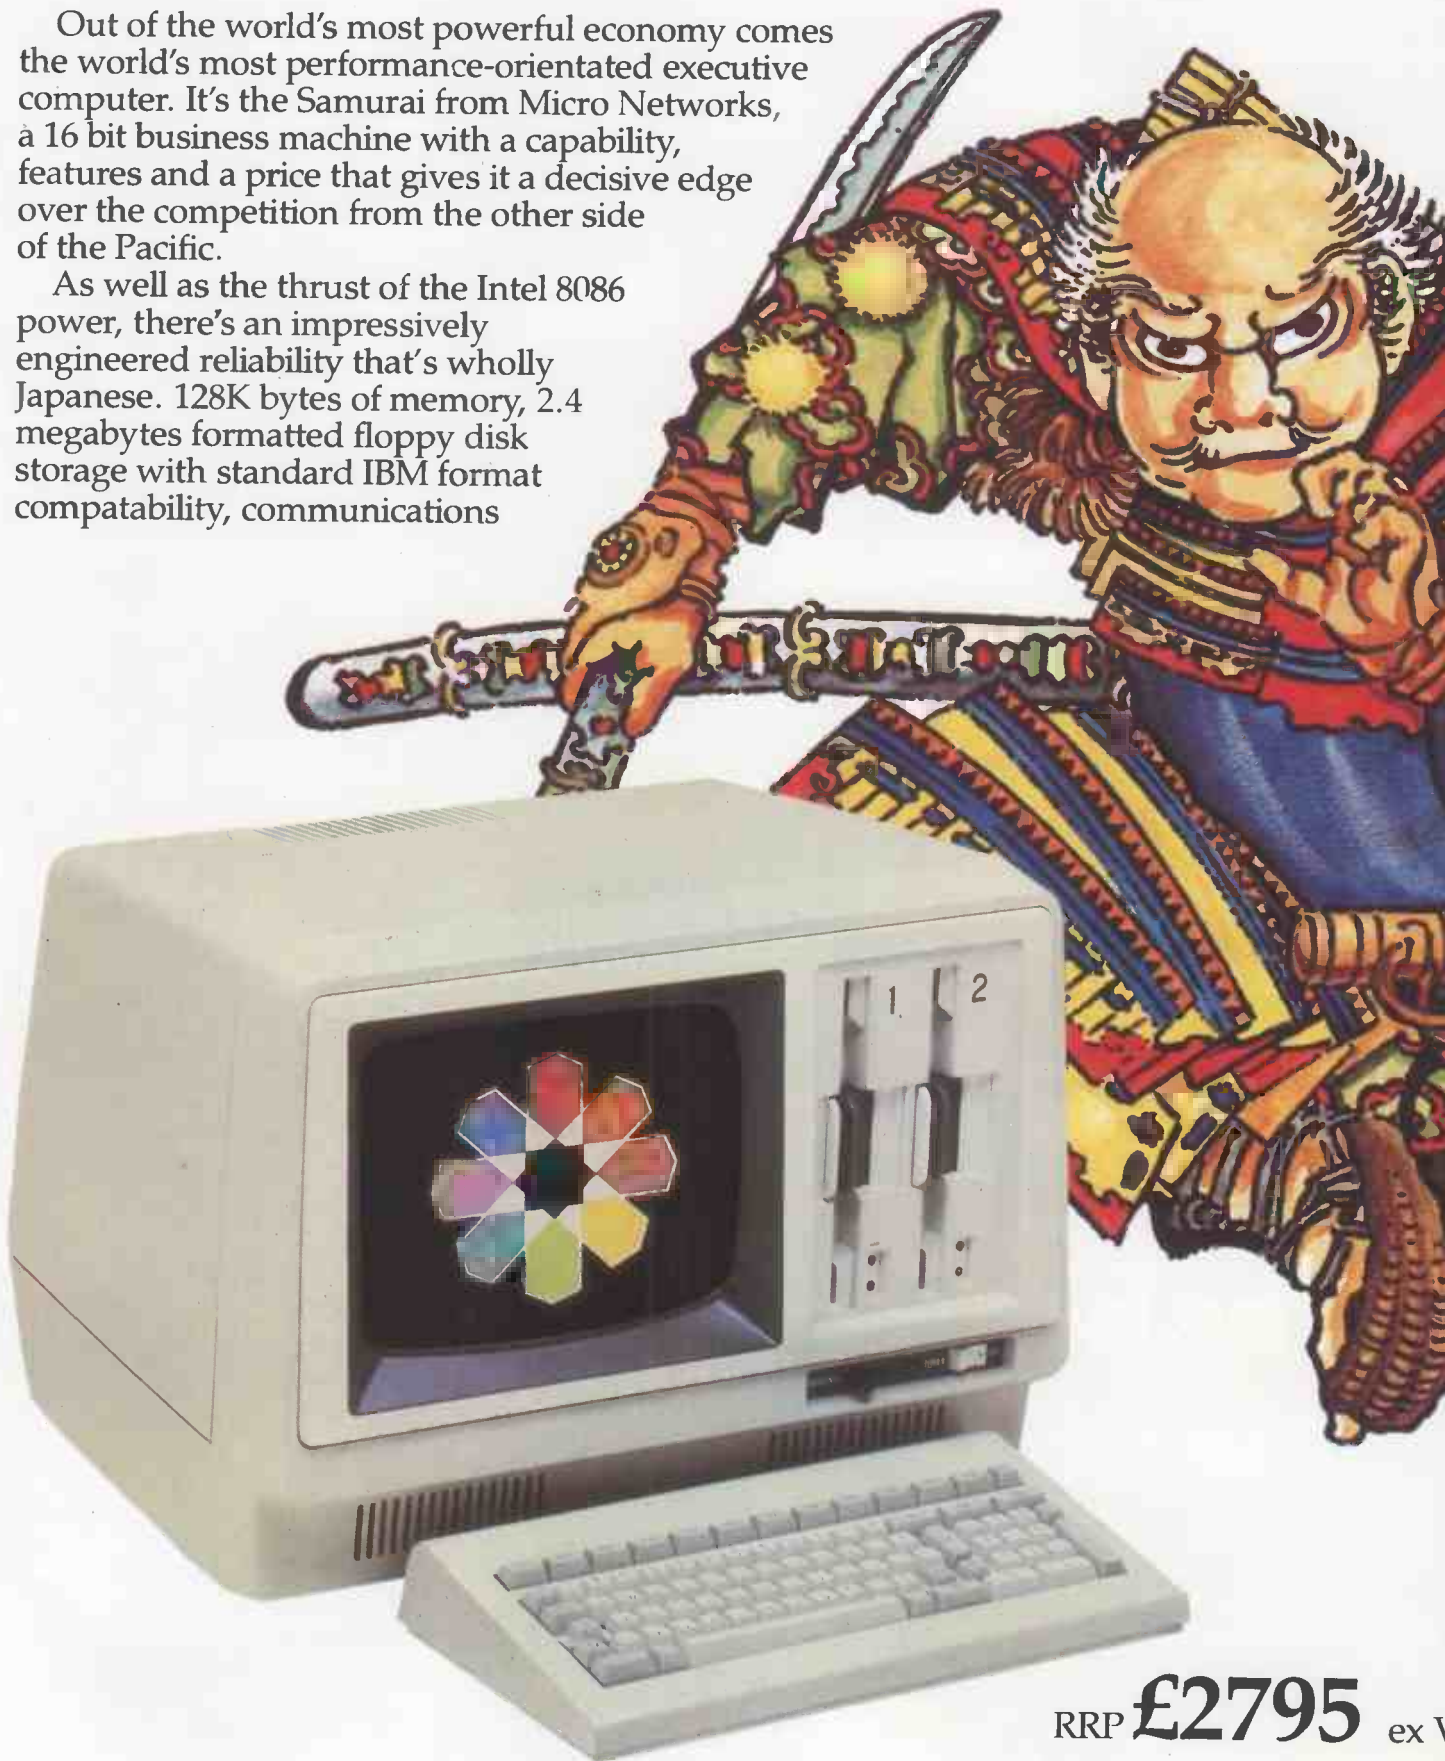 Out of the world's most powerful economy comes
the world's most performance-orientated executive
computer. It's the Samurai from Micro Networks,
a 16 bit business machine with a capability,
features and a price that gives it a decisive edge
over the competition from the other side
of the Pacific.
As well as the thrust of the Intel 8086
power, there's an impressively
engineered reliability that's wholly
Japanese. 128K bytes of memory, 2.4
megabytes formatted floppy disk
storage with standard IBM format
compatability, communications
1 2
RRP £2795 ex